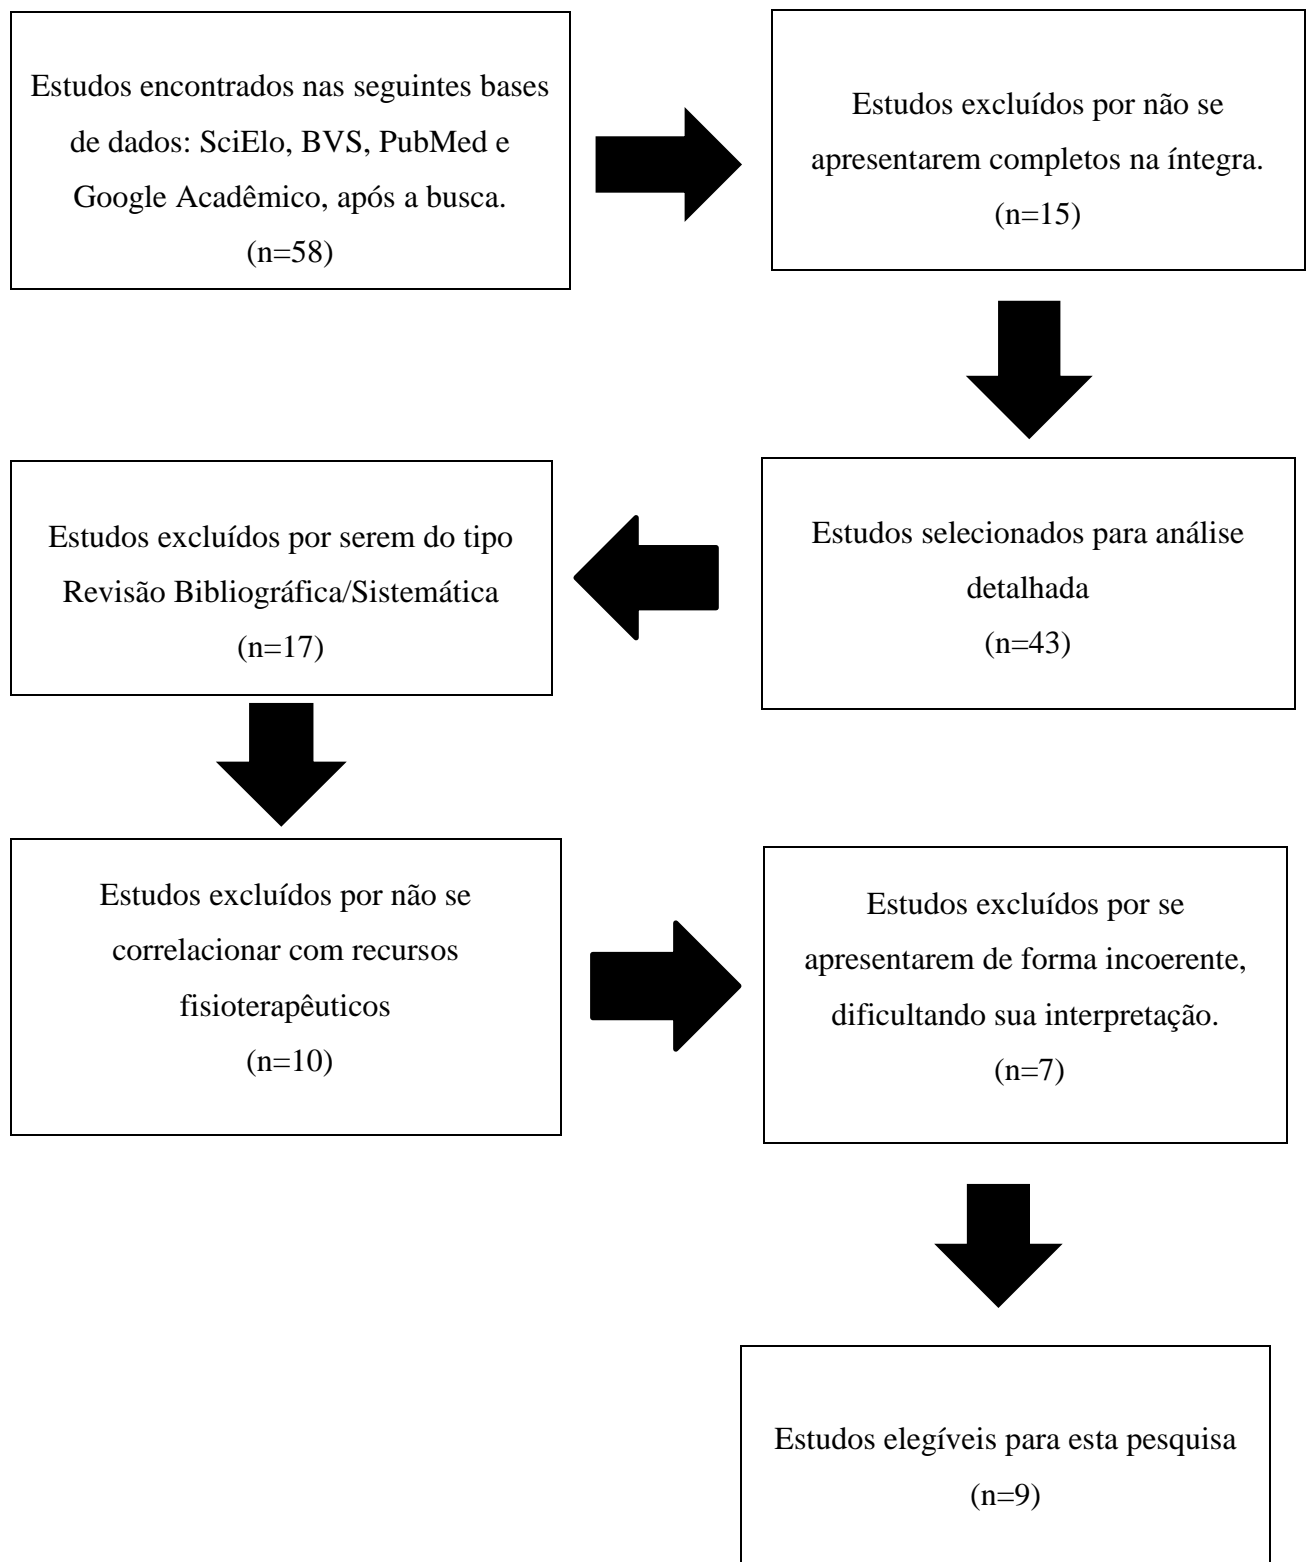 Estudos encontrados nas seguintes bases
de dados: SciElo, BVS, PubMed e
Google Acadêmico, após a busca.
(n=58)
Estudos excluídos por não se
apresentarem completos na íntegra.
(n=15)
Estudos selecionados para análise
detalhada
(n=43)
Estudos excluídos por serem do tipo
Revisão Bibliográfica/Sistemática
(n=17)
Estudos excluídos por não se
correlacionar com recursos
fisioterapêuticos
(n=10)
Estudos excluídos por se
apresentarem de forma incoerente,
dificultando sua interpretação.
(n=7)
Estudos elegíveis para esta pesquisa
(n=9)